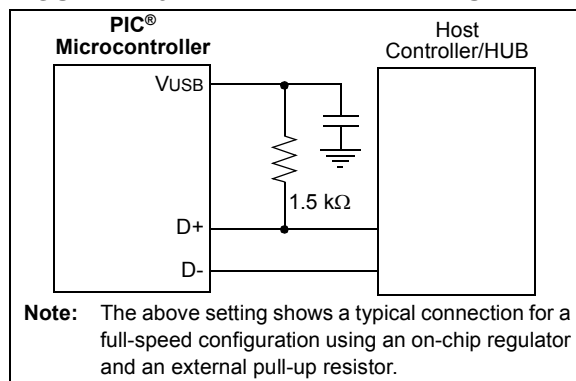 PIC®
Microcontroller
Host
Controller/HUB
VUSB
1.5 kΩ
D+
D-
Note: The above setting shows a typical connection for a
full-speed configuration using an on-chip regulator
and an external pull-up resistor.